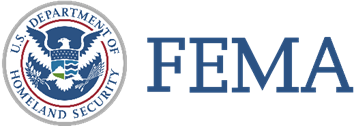 U.S. DEPARTMENT OF
HOMELAND SECURITY
FEMA